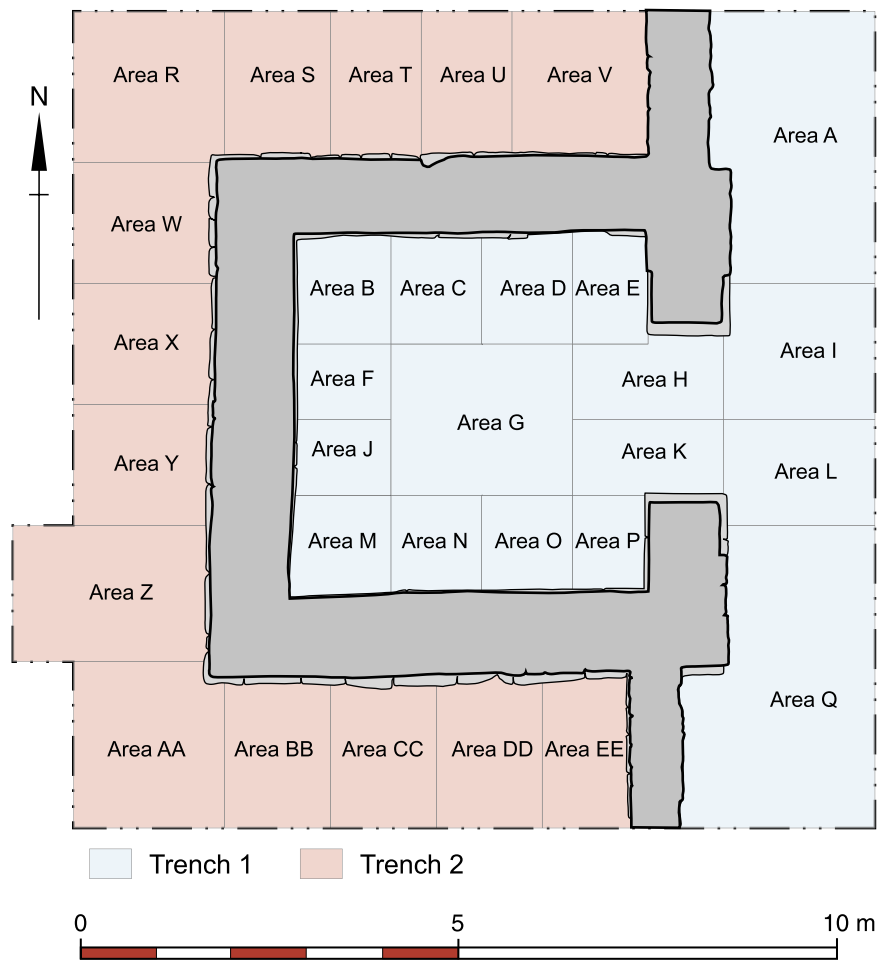 Area R
Area S
Area T
Area U
Area V
N
Area A
Area W
Area B
Area C
Area D
Area E
Area X
Area I
Area F
Area H
Area G
Area J
Area K
Area Y
Area L
Area M
Area N
Area O
Area P
Area Z
Area Q
Area AA
Area BB
Area CC
Area DD
Area EE
Trench 1
Trench 2
0
5
10 m